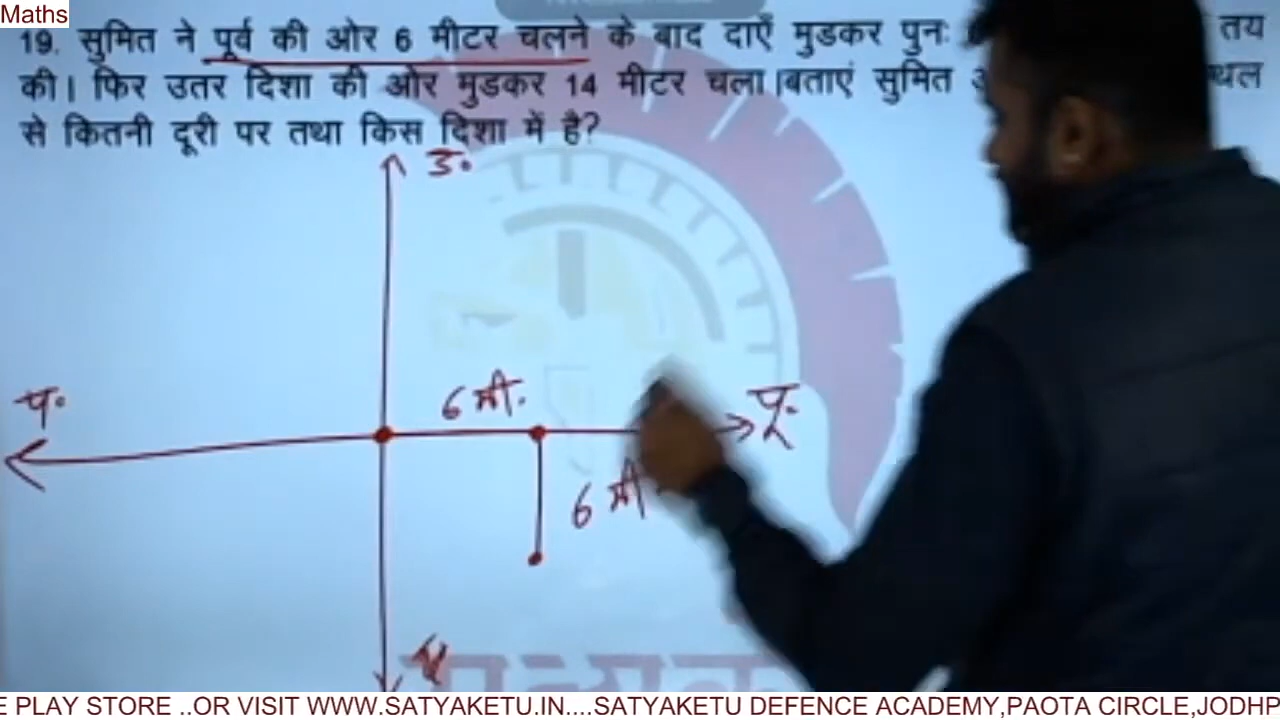 Maths
19. सुमित ने पूर्व की ओर 6 मीटर चलने के बाद दाएँ मुडकर पुनः तय
की। फिर उतर दिशा की ओर मुडकर 14 मीटर चला।बताएं सुमित थल
से कितनी दूरी पर तथा किस दिशा में है?
उ.
प.
6 मी.
पू.
6 मी
E PLAY STORE ..OR VISIT WWW.SATYAKETU.IN....SATYAKETU DEFENCE ACADEMY,PAOTA CIRCLE,JODHP